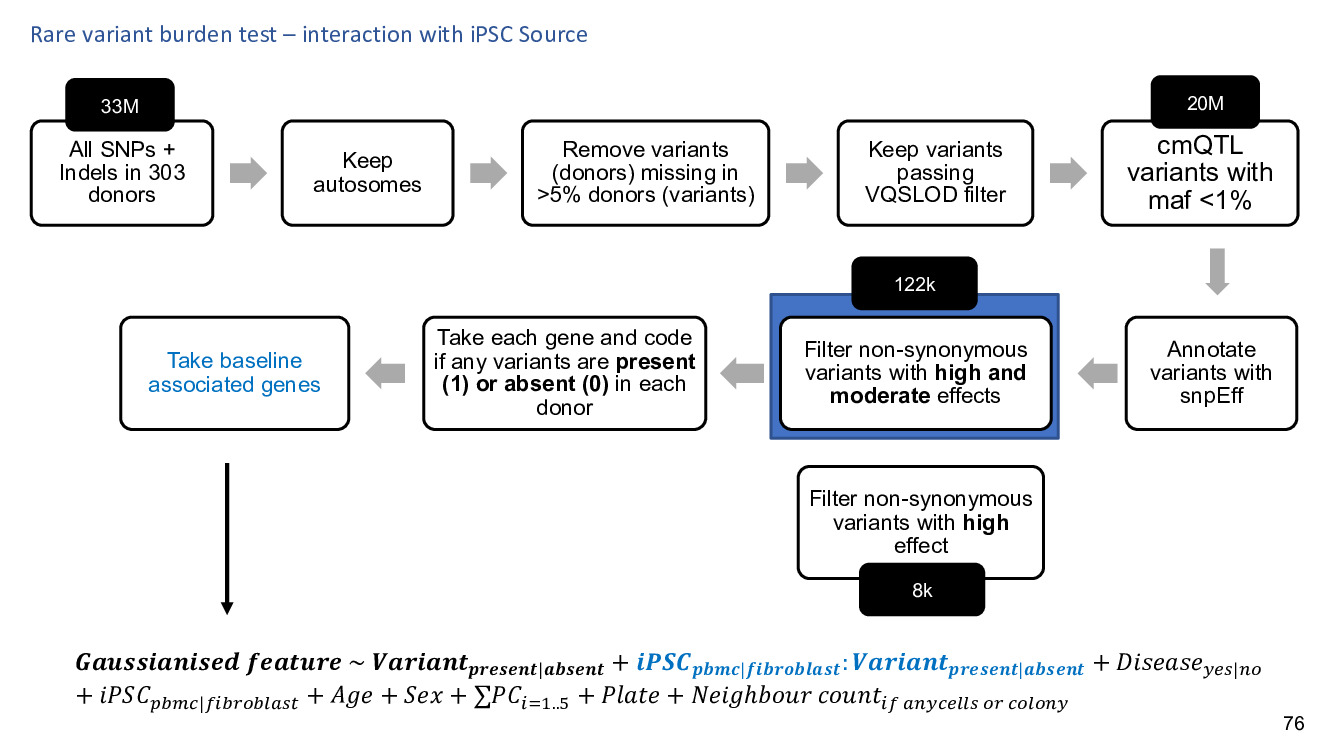 Rare variant burden test – interaction with iPSC Source
33M
All SNPs +
Indels in 303
donors
Keep
autosomes
Remove variants
(donors) missing in
>5% donors (variants)
Keep variants
passing
VQSLOD filter
20M
cmQTL
variants with
maf <1%
Annotate
variants with
snpEff
122k
Filter non-synonymous
variants with high and
moderate effects
Take each gene and code
if any variants are present
(1) or absent (0) in each
donor
Take baseline
associated genes
Filter non-synonymous
variants with high
effect
8k
Gaussianised feature ~ Variant_{present|absent} + iPSC_{pbmc|fibroblast}: Variant_{present|absent} + Disease_{yes|no}
+ iPSC_{pbmc|fibroblast} + Age + Sex + ∑PC_{i=1..5} + Plate + Neighbour count_{if anycells or colony}
76